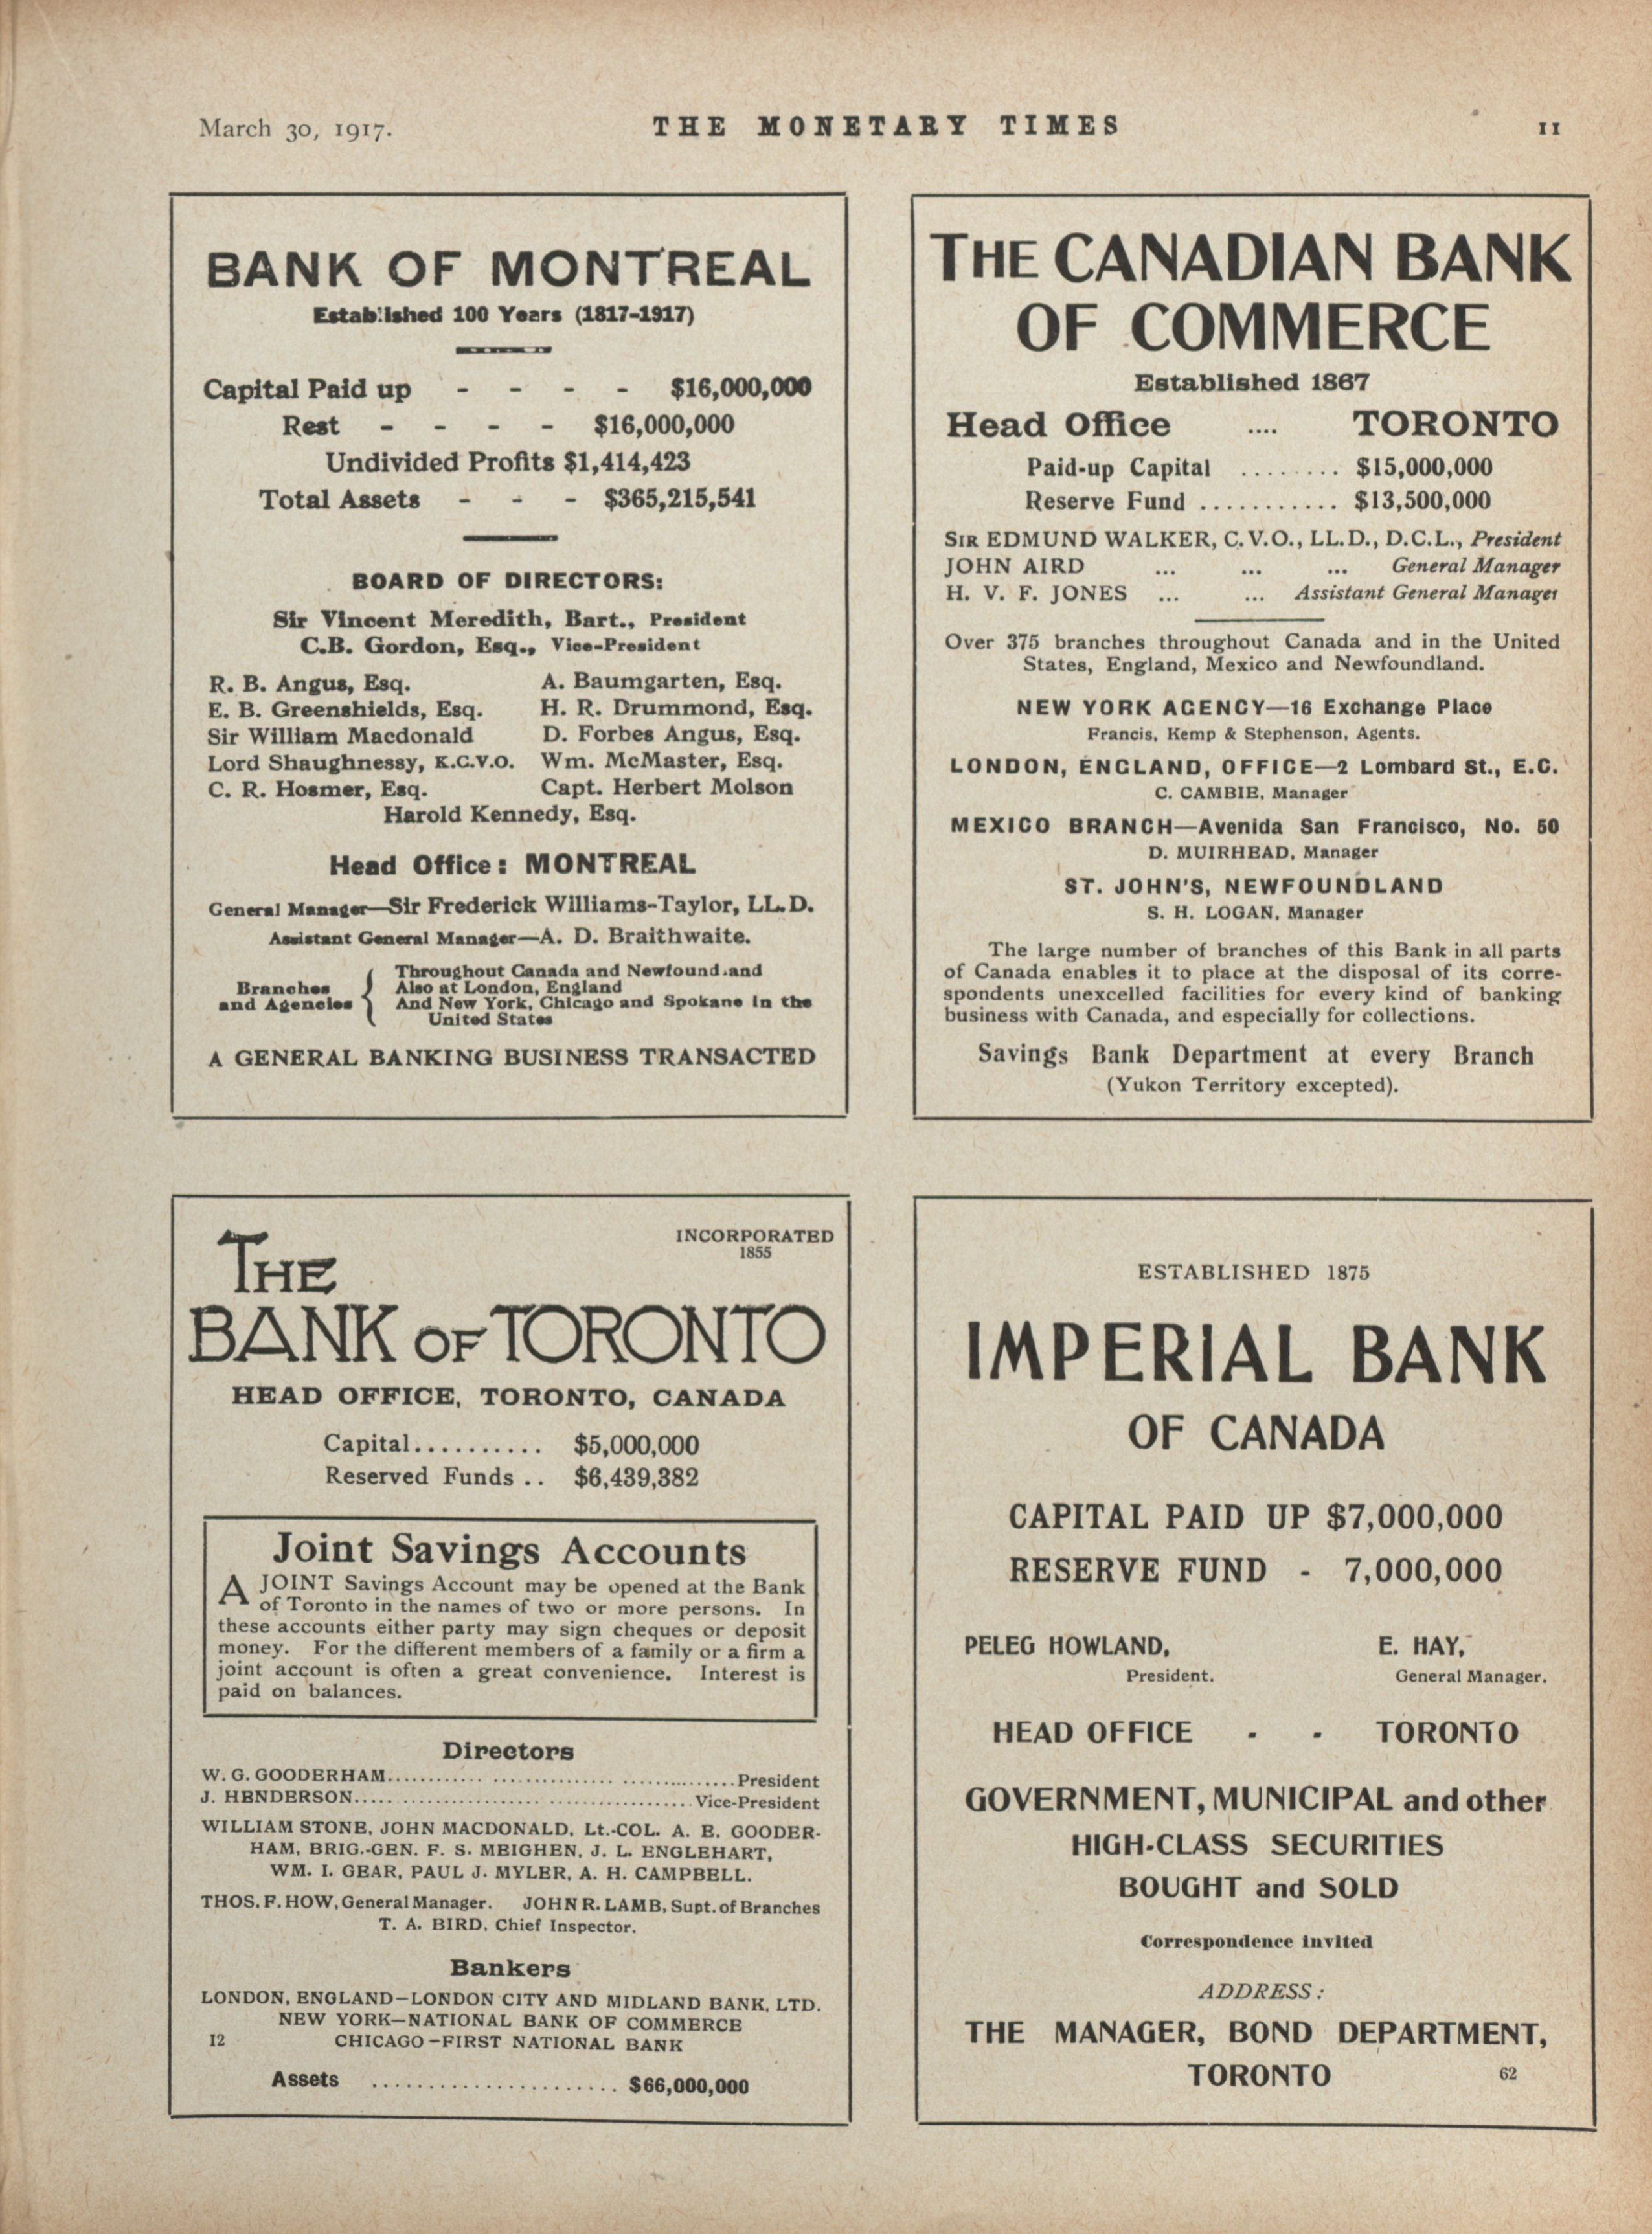 March 30, 1917.
THE MONETARY TIMES
11
BANK OF MONTREAL
Established 100 Years (1817-1917)
Capital Paid up - - - - $16,000,000
Rest - - - - $16,000,000
Undivided Profits $1,414,423
Total Assets - - - $365,215,541
BOARD OF DIRECTORS:
Sir Vincent Meredith, Bart., President
C.B. Gordon, Esq., Vice-President
R. B. Angus, Esq. A. Baumgarten, Esq.
E. B. Greenshields, Esq. H. R. Drummond, Esq.
Sir William Macdonald D. Forbes Angus, Esq.
Lord Shaughnessy, K.C.V.O. Wm. McMaster, Esq.
C. R. Hosmer, Esq. Capt. Herbert Molson
Harold Kennedy, Esq.
Head Office: MONTREAL
General Manager—Sir Frederick Williams-Taylor, LL.D.
Assistant General Manager—A. D. Braithwaite.
Branches and Agencies
Throughout Canada and Newfound.and
Also at London, England
And New York, Chicago and Spokane in the
United States
A GENERAL BANKING BUSINESS TRANSACTED
THE CANADIAN BANK
OF COMMERCE
Established 1867
Head Office .... TORONTO
Paid-up Capital ........ $15,000,000
Reserve Fund ........... $13,500,000
SIR EDMUND WALKER, C.V.O., LL.D., D.C.L., President
JOHN AIRD ... ... ... General Manager
H. V. F. JONES ... ... Assistant General Manager
Over 375 branches throughout Canada and in the United
States, England, Mexico and Newfoundland.
NEW YORK AGENCY—16 Exchange Place
Francis, Kemp & Stephenson, Agents.
LONDON, ENGLAND, OFFICE—2 Lombard St., E.C.
C. CAMBIE, Manager
MEXICO BRANCH—Avenida San Francisco, No. 50
D. MUIRHEAD, Manager
ST. JOHN'S, NEWFOUNDLAND
S. H. LOGAN, Manager
The large number of branches of this Bank in all parts
of Canada enables it to place at the disposal of its corre-
spondents unexcelled facilities for every kind of banking
business with Canada, and especially for collections.
Savings Bank Department at every Branch
(Yukon Territory excepted).
INCORPORATED
1855
THE
BANK OF TORONTO
HEAD OFFICE, TORONTO, CANADA
Capital.......... $5,000,000
Reserved Funds .. $6,439,382
Joint Savings Accounts
A JOINT Savings Account may be opened at the Bank
of Toronto in the names of two or more persons. In
these accounts either party may sign cheques or deposit
money. For the different members of a family or a firm a
joint account is often a great convenience. Interest is
paid on balances.
Directors
W. G. GOODERHAM............................................President
J. HENDERSON............................................Vice-President
WILLIAM STONE, JOHN MACDONALD, Lt.-COL. A. E. GOODER-
HAM, BRIG.-GEN. F. S. MEIGHEN, J. L. ENGLEHART,
WM. I. GEAR, PAUL J. MYLER, A. H. CAMPBELL.
THOS. F. HOW, General Manager. JOHN R. LAMB, Supt. of Branches
T. A. BIRD, Chief Inspector.
Bankers
LONDON, ENGLAND—LONDON CITY AND MIDLAND BANK, LTD.
NEW YORK—NATIONAL BANK OF COMMERCE
12 CHICAGO—FIRST NATIONAL BANK
Assets ...................... $66,000,000
ESTABLISHED 1875
IMPERIAL BANK
OF CANADA
CAPITAL PAID UP $7,000,000
RESERVE FUND - 7,000,000
PELEG HOWLAND, E. HAY,
President. General Manager.
HEAD OFFICE - - TORONTO
GOVERNMENT, MUNICIPAL and other
HIGH-CLASS SECURITIES
BOUGHT and SOLD
Correspondence invited
ADDRESS:
THE MANAGER, BOND DEPARTMENT,
TORONTO 62